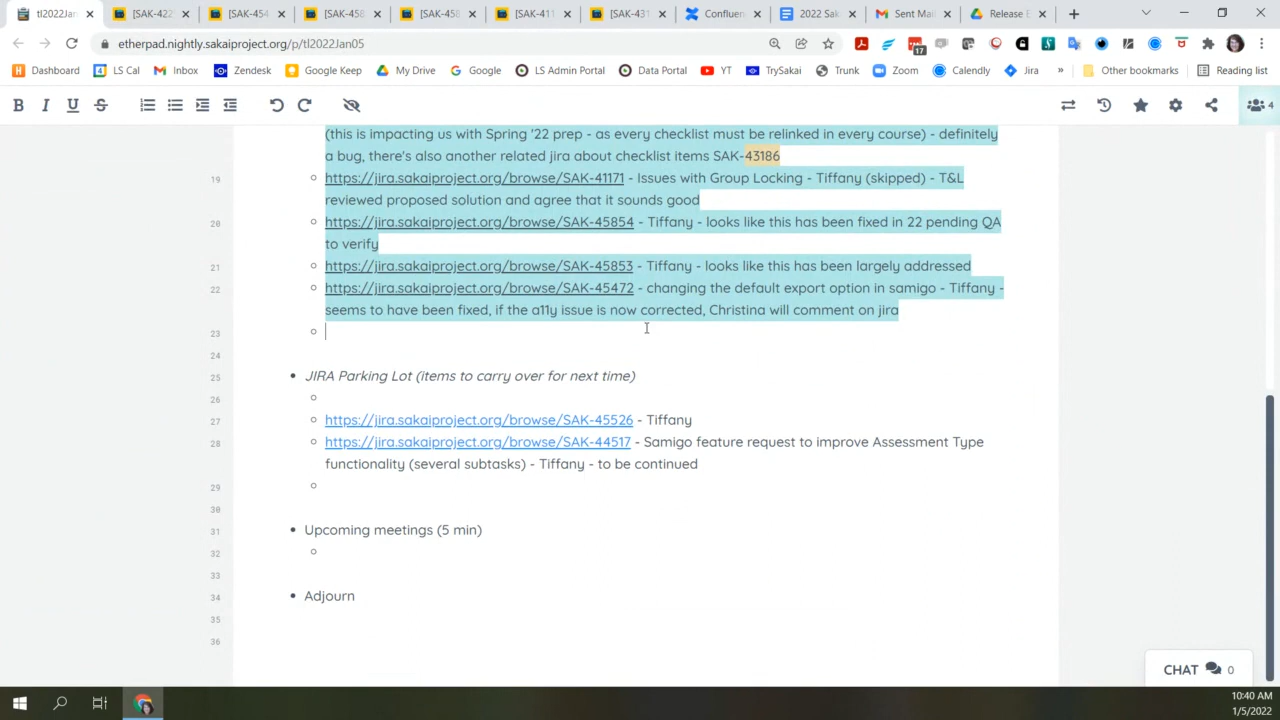 tl2022Jan
[SAK-422
[SAK-454
[SAK-458
[SAK-458
[SAK-411
[SAK-431
Confluen
2022 Sak
Sent Mai
Release E
etherpad.nightly.sakaiproject.org/p/tl2022Jan05
17
Dashboard
LS Cal
Inbox
Zendesk
Google Keep
My Drive
Google
LS Admin Portal
Data Portal
YT
TrySakai
Trunk
Zoom
Calendly
Jira
»
Other bookmarks
Reading list
4
(this is impacting us with Spring '22 prep - as every checklist must be relinked in every course) - definitely
a bug, there's also another related jira about checklist items SAK-43186
19 https://jira.sakaiproject.org/browse/SAK-41171 - Issues with Group Locking - Tiffany (skipped) - T&L
reviewed proposed solution and agree that it sounds good
20 https://jira.sakaiproject.org/browse/SAK-45854 - Tiffany - looks like this has been fixed in 22 pending QA
to verify
21 https://jira.sakaiproject.org/browse/SAK-45853 - Tiffany - looks like this has been largely addressed
22 https://jira.sakaiproject.org/browse/SAK-45472 - changing the default export option in samigo - Tiffany -
seems to have been fixed, if the a11y issue is now corrected, Christina will comment on jira
23
24
25 JIRA Parking Lot (items to carry over for next time)
26
27 https://jira.sakaiproject.org/browse/SAK-45526 - Tiffany
28 https://jira.sakaiproject.org/browse/SAK-44517 - Samigo feature request to improve Assessment Type
functionality (several subtasks) - Tiffany - to be continued
29
30
31 Upcoming meetings (5 min)
32
33
34 Adjourn
35
36
CHAT 0
10:40 AM
1/5/2022